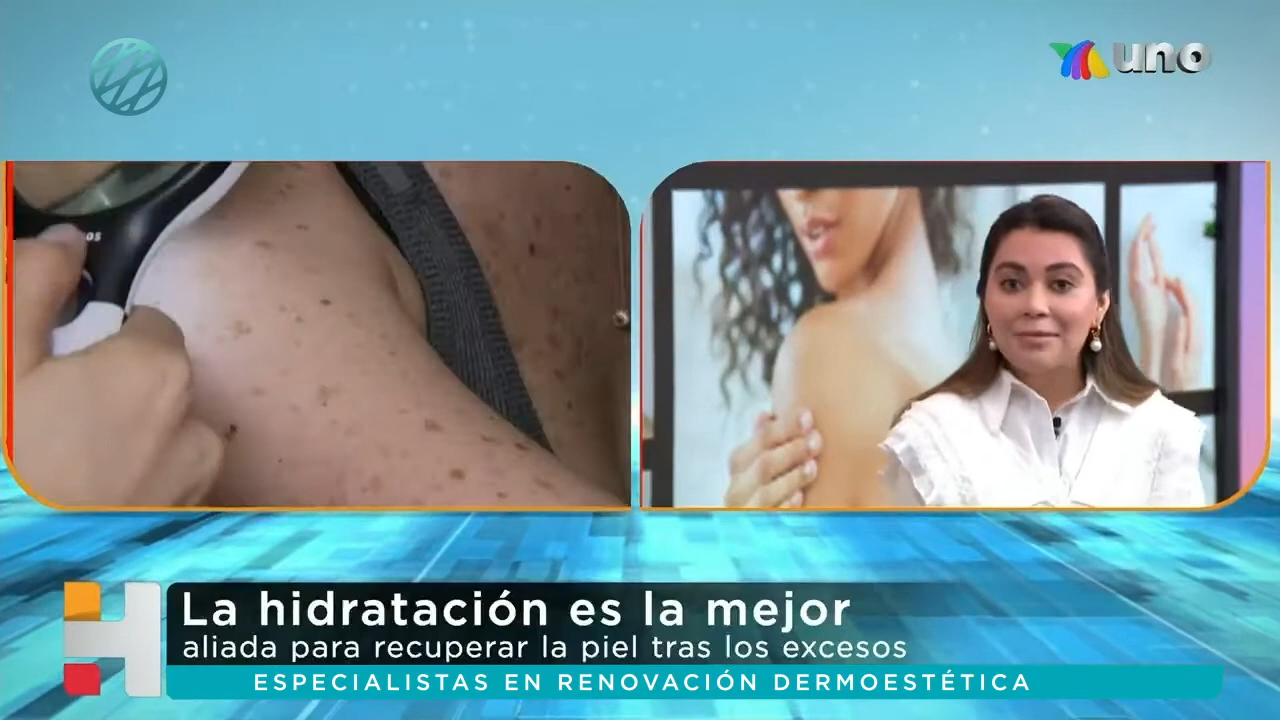 uno
La hidratación es la mejor
aliada para recuperar la piel tras los excesos
ESPECIALISTAS EN RENOVACIÓN DERMOESTÉTICA